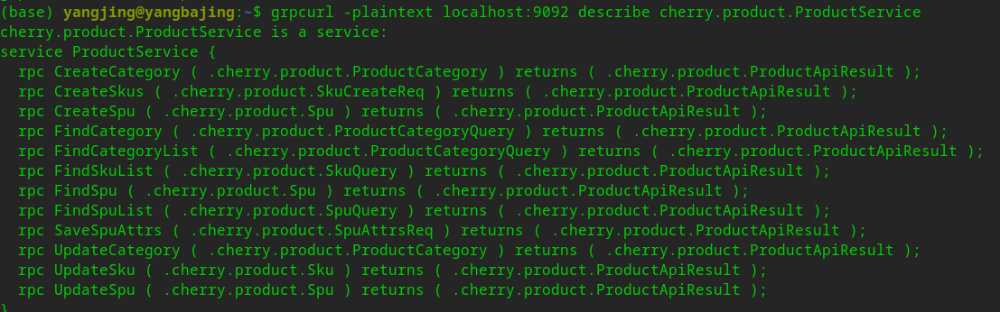 (base) yangjing@yangbajing:~$ grpcurl -plaintext localhost:9092 describe cherry.product.ProductService
cherry.product.ProductService is a service:
service ProductService {
  rpc CreateCategory ( .cherry.product.ProductCategory ) returns ( .cherry.product.ProductApiResult );
  rpc CreateSkus ( .cherry.product.SkuCreateReq ) returns ( .cherry.product.ProductApiResult );
  rpc CreateSpu ( .cherry.product.Spu ) returns ( .cherry.product.ProductApiResult );
  rpc FindCategory ( .cherry.product.ProductCategoryQuery ) returns ( .cherry.product.ProductApiResult );
  rpc FindCategoryList ( .cherry.product.ProductCategoryQuery ) returns ( .cherry.product.ProductApiResult );
  rpc FindSkuList ( .cherry.product.SkuQuery ) returns ( .cherry.product.ProductApiResult );
  rpc FindSpu ( .cherry.product.Spu ) returns ( .cherry.product.ProductApiResult );
  rpc FindSpuList ( .cherry.product.SpuQuery ) returns ( .cherry.product.ProductApiResult );
  rpc SaveSpuAttrs ( .cherry.product.SpuAttrsReq ) returns ( .cherry.product.ProductApiResult );
  rpc UpdateCategory ( .cherry.product.ProductCategory ) returns ( .cherry.product.ProductApiResult );
  rpc UpdateSku ( .cherry.product.Sku ) returns ( .cherry.product.ProductApiResult );
  rpc UpdateSpu ( .cherry.product.Spu ) returns ( .cherry.product.ProductApiResult );
}